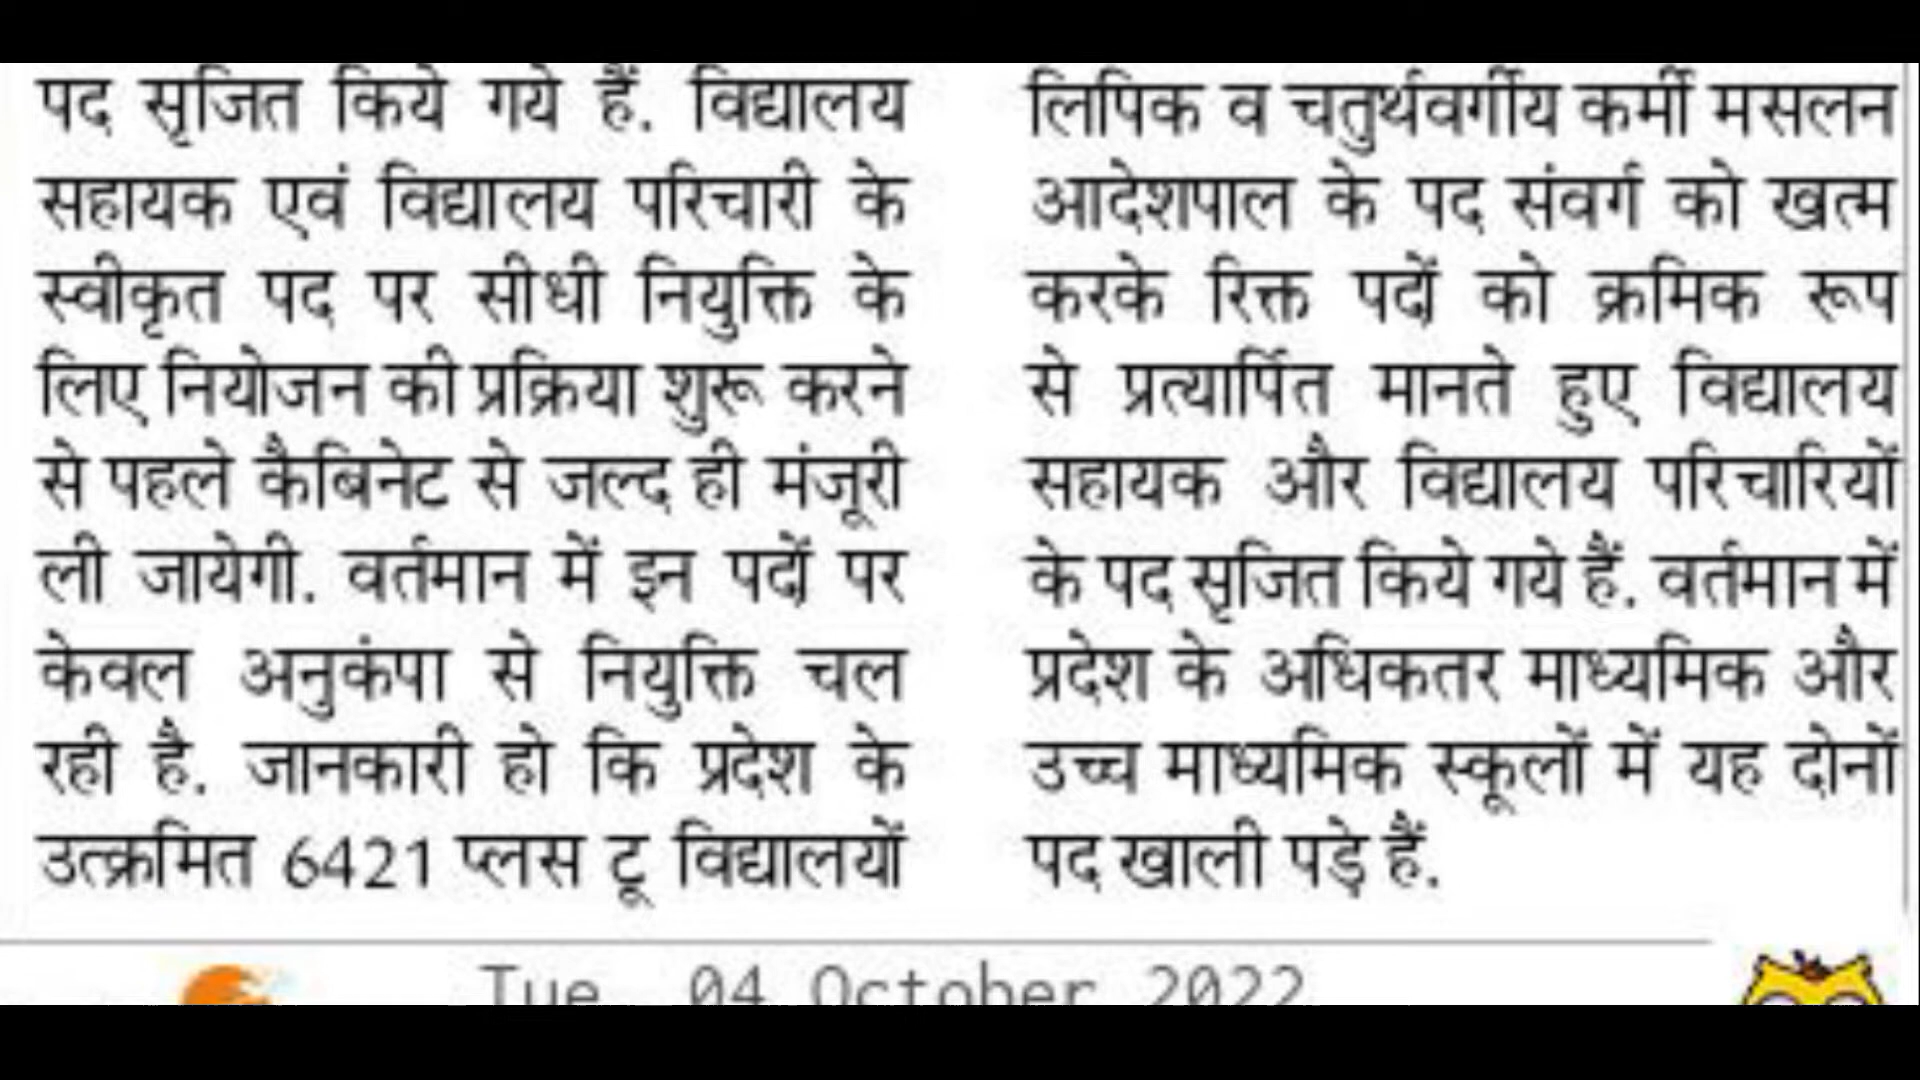 पद सृजित किये गये हैं. विद्यालय
सहायक एवं विद्यालय परिचारी के
स्वीकृत पद पर सीधी नियुक्ति के
लिए नियोजन की प्रक्रिया शुरू करने
से पहले कैबिनेट से जल्द ही मंजूरी
ली जायेगी. वर्तमान में इन पदों पर
केवल अनुकंपा से नियुक्ति चल
रही है. जानकारी हो कि प्रदेश के
उत्क्रमित 6421 प्लस टू विद्यालयों
लिपिक व चतुर्थवर्गीय कर्मी मसलन
आदेशपाल के पद संवर्ग को खत्म
करके रिक्त पदों को क्रमिक रूप
से प्रत्यार्पित मानते हुए विद्यालय
सहायक और विद्यालय परिचारियों
के पद सृजित किये गये हैं. वर्तमान में
प्रदेश के अधिकतर माध्यमिक और
उच्च माध्यमिक स्कूलों में यह दोनों
पद खाली पड़े हैं.
Tue, 04 October 2022